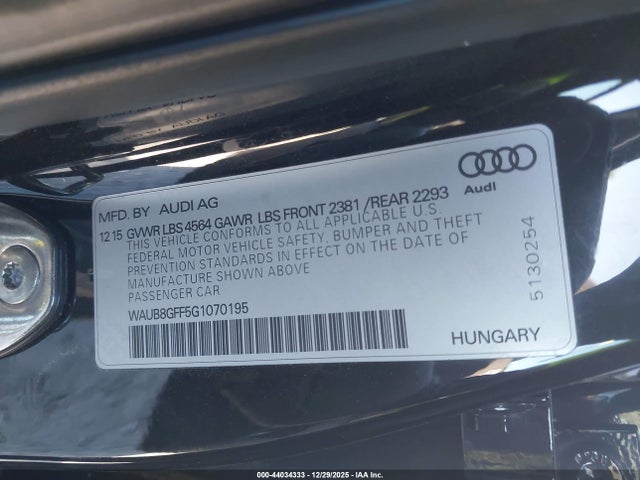 Audi
MFD. BY AUDI AG
12 15 GVWR LBS 4564 GAWR LBS FRONT 2381 /REAR 2293
THIS VEHICLE CONFORMS TO ALL APPLICABLE U.S.
FEDERAL MOTOR VEHICLE SAFETY, BUMPER AND THEFT
PREVENTION STANDARDS IN EFFECT ON THE DATE OF
MANUFACTURE SHOWN ABOVE
PASSENGER CAR
WAUB8GFF5G1070195
5130254
HUNGARY
000-44034333 - 12/29/2025 - IAAI.com